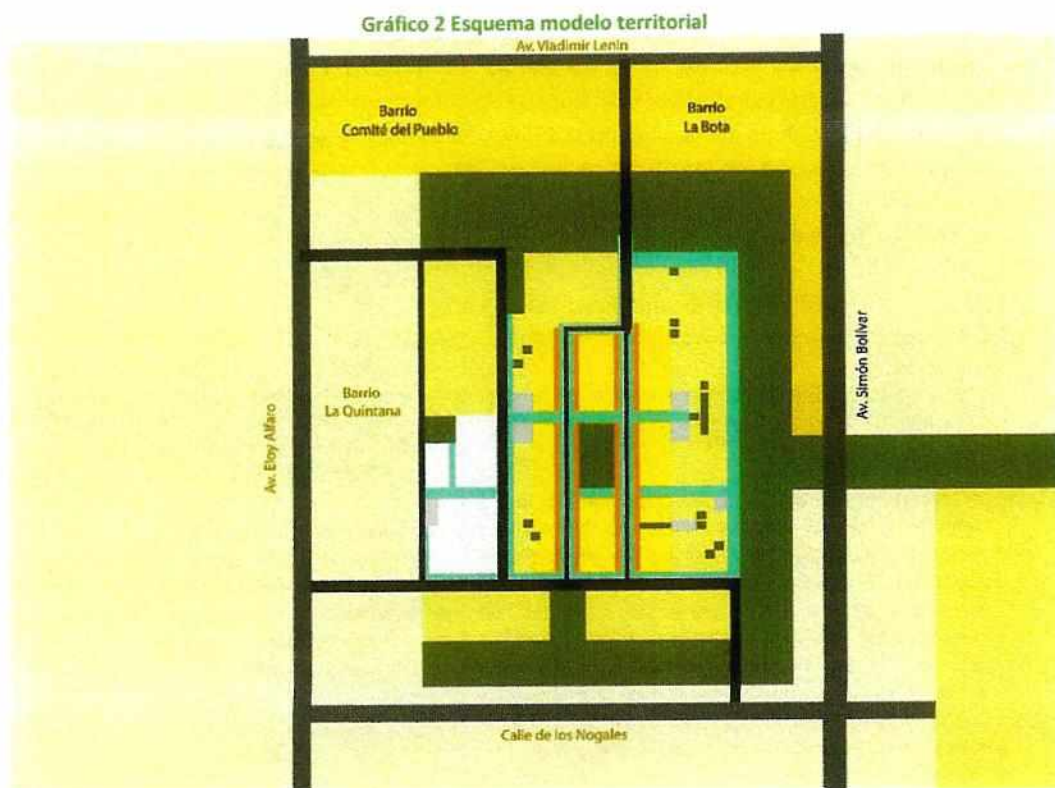 Gráfico 2 Esquema modelo territorial
Av. Vladimir Lenin
Barrio
Comité del Pueblo
Barrio
La Bota
Barrio
La Quintana
Av. Eloy Alfaro
Av. Simón Bolívar
Calle de los Nogales